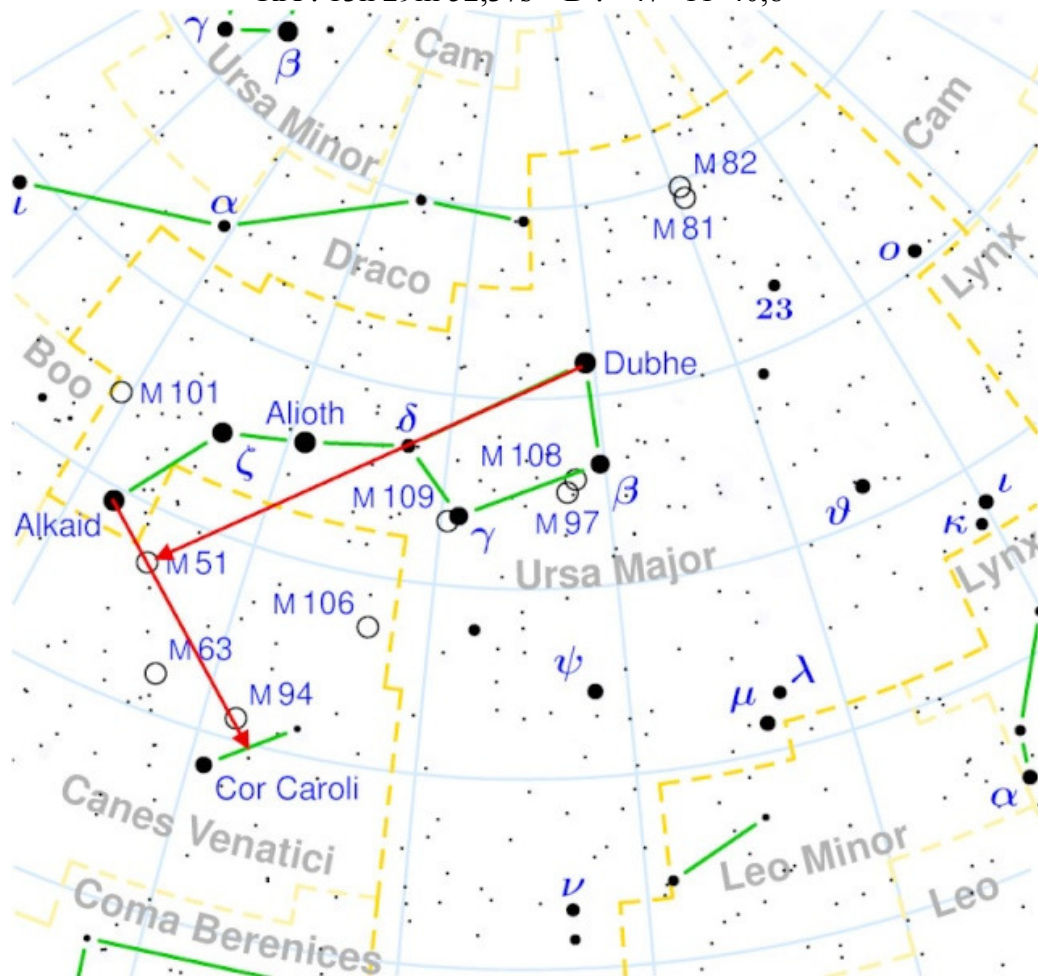 γ
β
Cam
Ursa Minor
Cam
M 82
M 81
ι
α
Draco
ο
Lynx
23
Boo
Dubhe
M 101
Alioth
δ
ζ
M 108
β
M 109
γ
M 97
Alkaid
ϑ
ι
κ
M 51
Ursa Major
Lynx
M 106
M 63
ψ
λ
μ
M 94
Cor Caroli
α
Canes Venatici
Leo Minor
Leo
ν
Coma Berenices